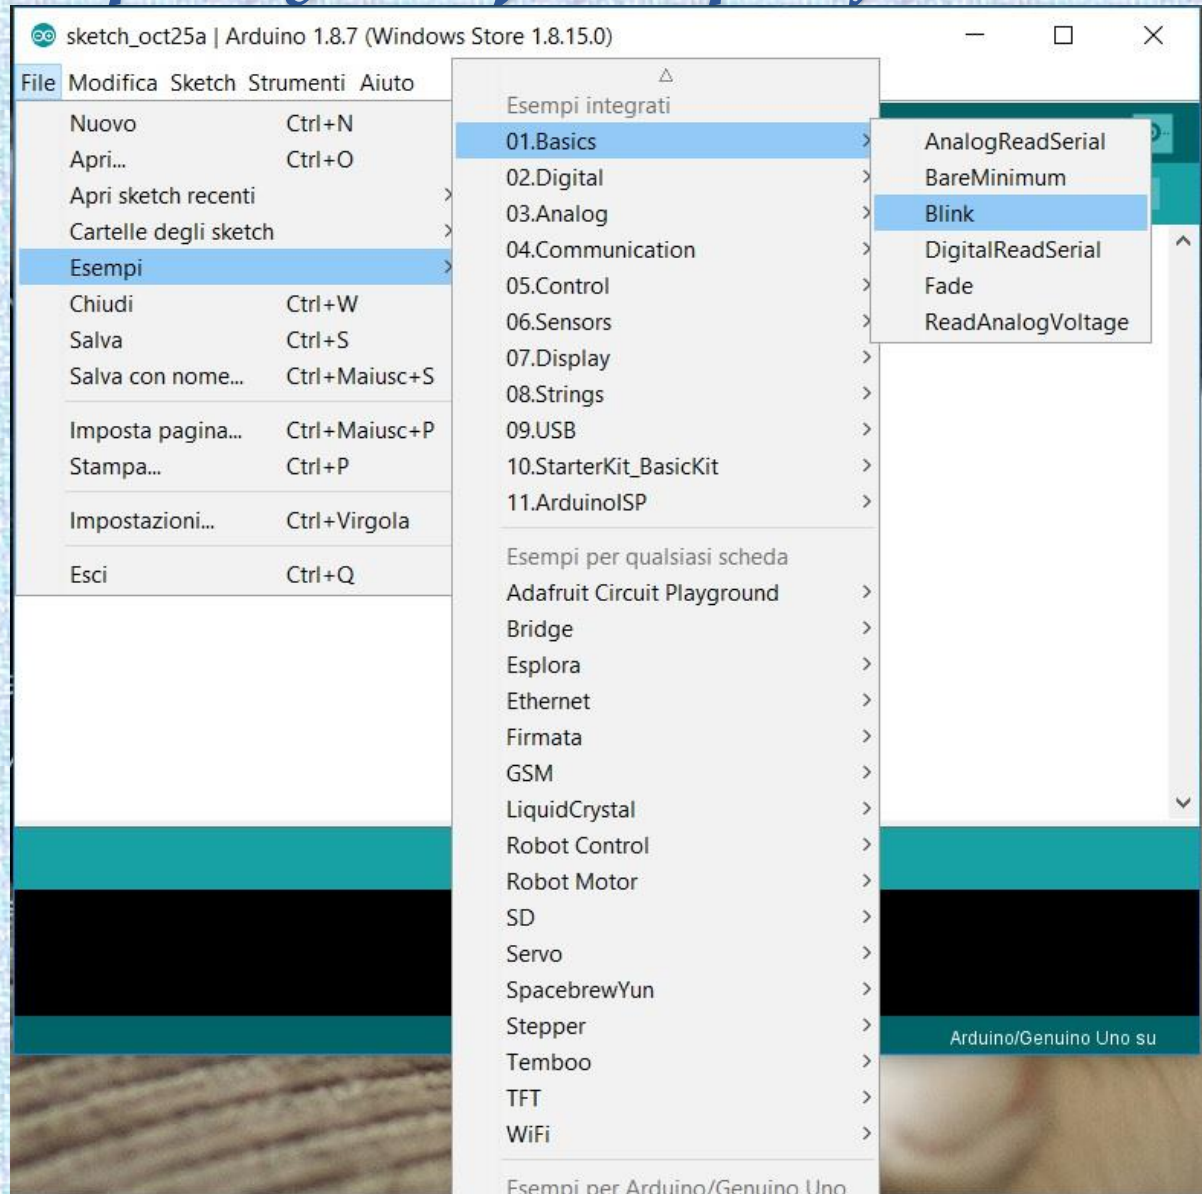 sketch_oct25a | Arduino 1.8.7 (Windows Store 1.8.15.0)
File Modifica Sketch Strumenti Aiuto
Nuovo Ctrl+N
Apri... Ctrl+O
Apri sketch recenti
Cartelle degli sketch
Esempi
Chiudi Ctrl+W
Salva Ctrl+S
Salva con nome... Ctrl+Maiusc+S
Imposta pagina... Ctrl+Maiusc+P
Stampa... Ctrl+P
Impostazioni... Ctrl+Virgola
Esci Ctrl+Q
Esempi integrati
01.Basics
02.Digital
03.Analog
04.Communication
05.Control
06.Sensors
07.Display
08.Strings
09.USB
10.StarterKit_BasicKit
11.ArduinoISP
Esempi per qualsiasi scheda
Adafruit Circuit Playground
Bridge
Esplora
Ethernet
Firmata
GSM
LiquidCrystal
Robot Control
Robot Motor
SD
Servo
SpacebrewYun
Stepper
Temboo
TFT
WiFi
Esempi per Arduino/Genuino Uno
AnalogReadSerial
BareMinimum
Blink
DigitalReadSerial
Fade
ReadAnalogVoltage
Arduino/Genuino Uno su